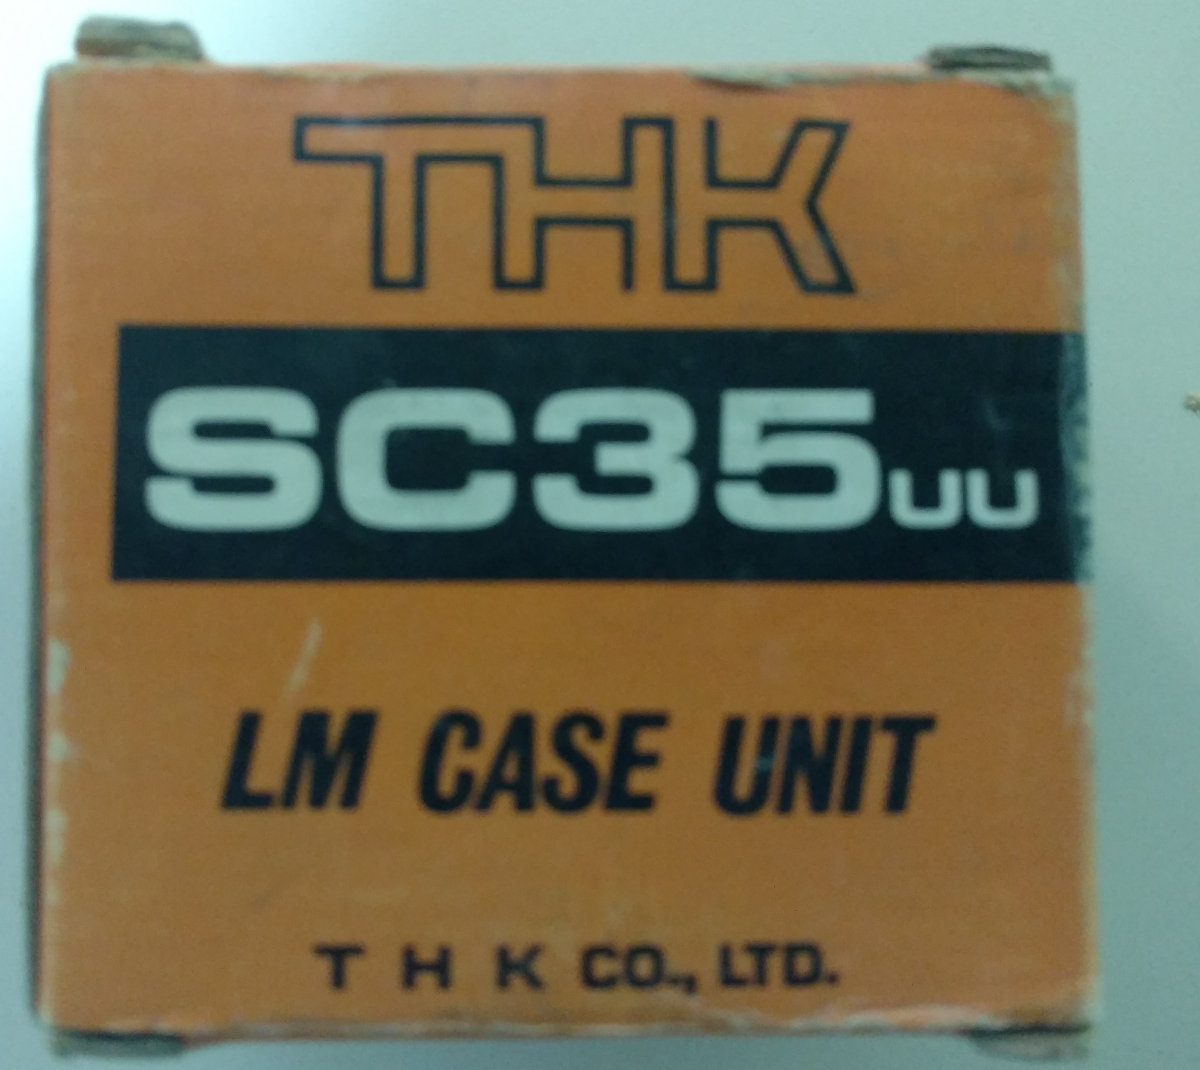 THK
SC35UU
LM CASE UNIT
T H K CO., LTD.